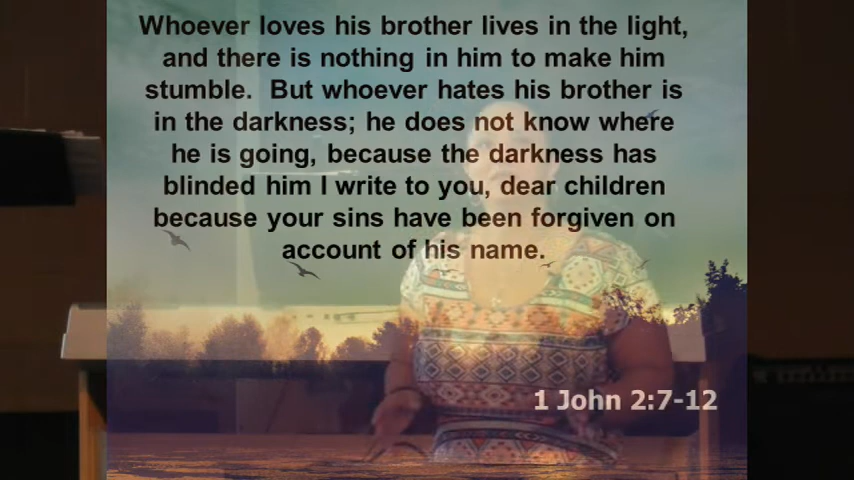 Whoever loves his brother lives in the light,
and there is nothing in him to make him
stumble.  But whoever hates his brother is
in the darkness; he does not know where
he is going, because the darkness has
blinded him I write to you, dear children
because your sins have been forgiven on
account of his name.
1 John 2:7-12